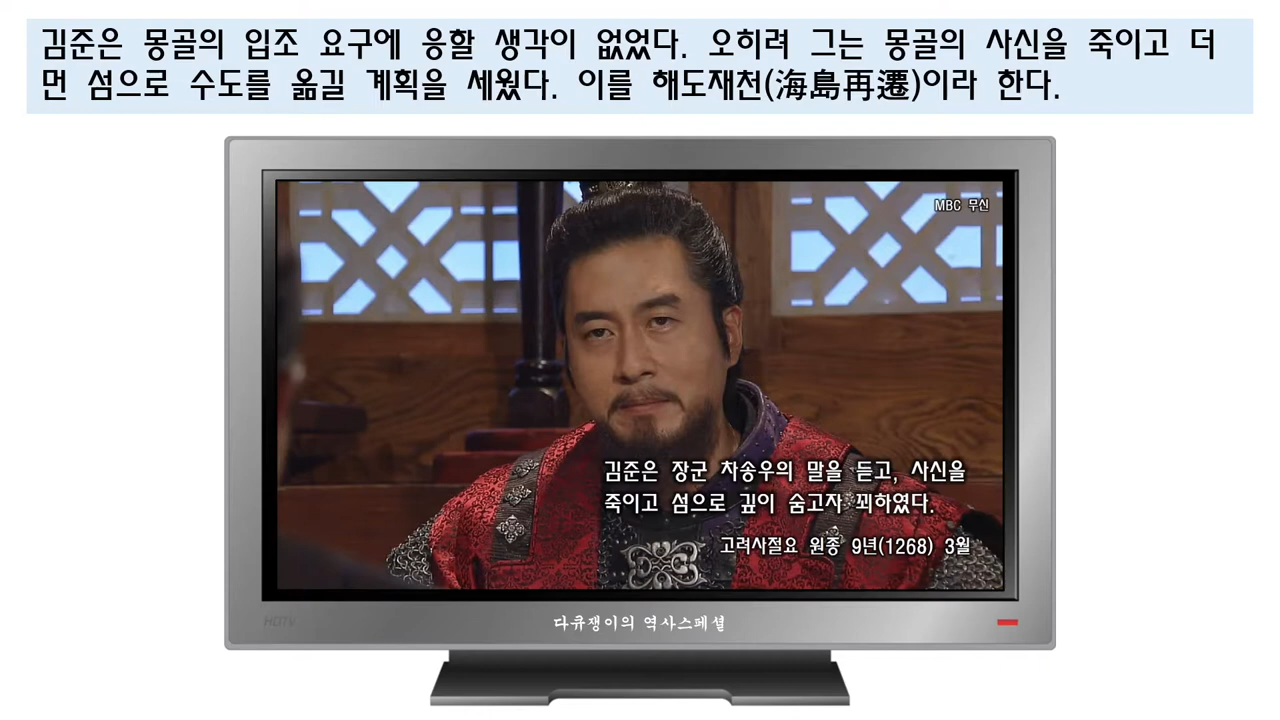 김준은 몽골의 입조 요구에 응할 생각이 없었다. 오히려 그는 몽골의 사신을 죽이고 더
먼 섬으로 수도를 옮길 계획을 세웠다. 이를 해도재천(海島再遷)이라 한다.
MBC 무신
김준은 장군 차송우의 말을 듣고, 사신을
죽이고 섬으로 깊이 숨고자 꾀하였다.
고려사절요 원종 9년(1268) 3월
HDTV
다큐쟁이의 역사스페셜